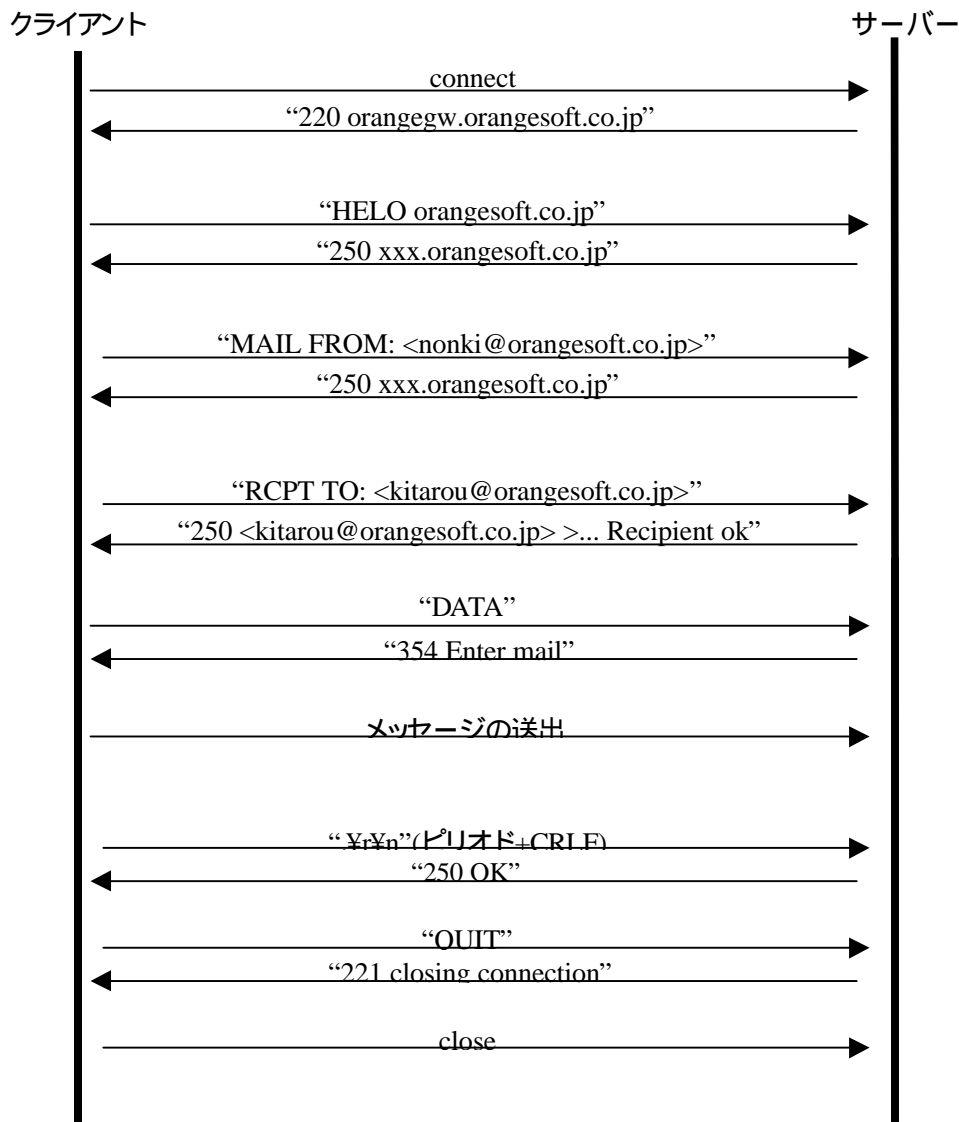 クライアント サーバー
connect
“220 orangegw.orangesoft.co.jp”
“HELO orangesoft.co.jp”
“250 xxx.orangesoft.co.jp”
“MAIL FROM: <nonki@orangesoft.co.jp>”
“250 xxx.orangesoft.co.jp”
“RCPT TO: <kitarou@orangesoft.co.jp>”
“250 <kitarou@orangesoft.co.jp> >... Recipient ok”
“DATA”
“354 Enter mail”
メッセージの送出
“.¥r¥n”(ピリオド+CRLF)
“250 OK”
“QUIT”
“221 closing connection”
close